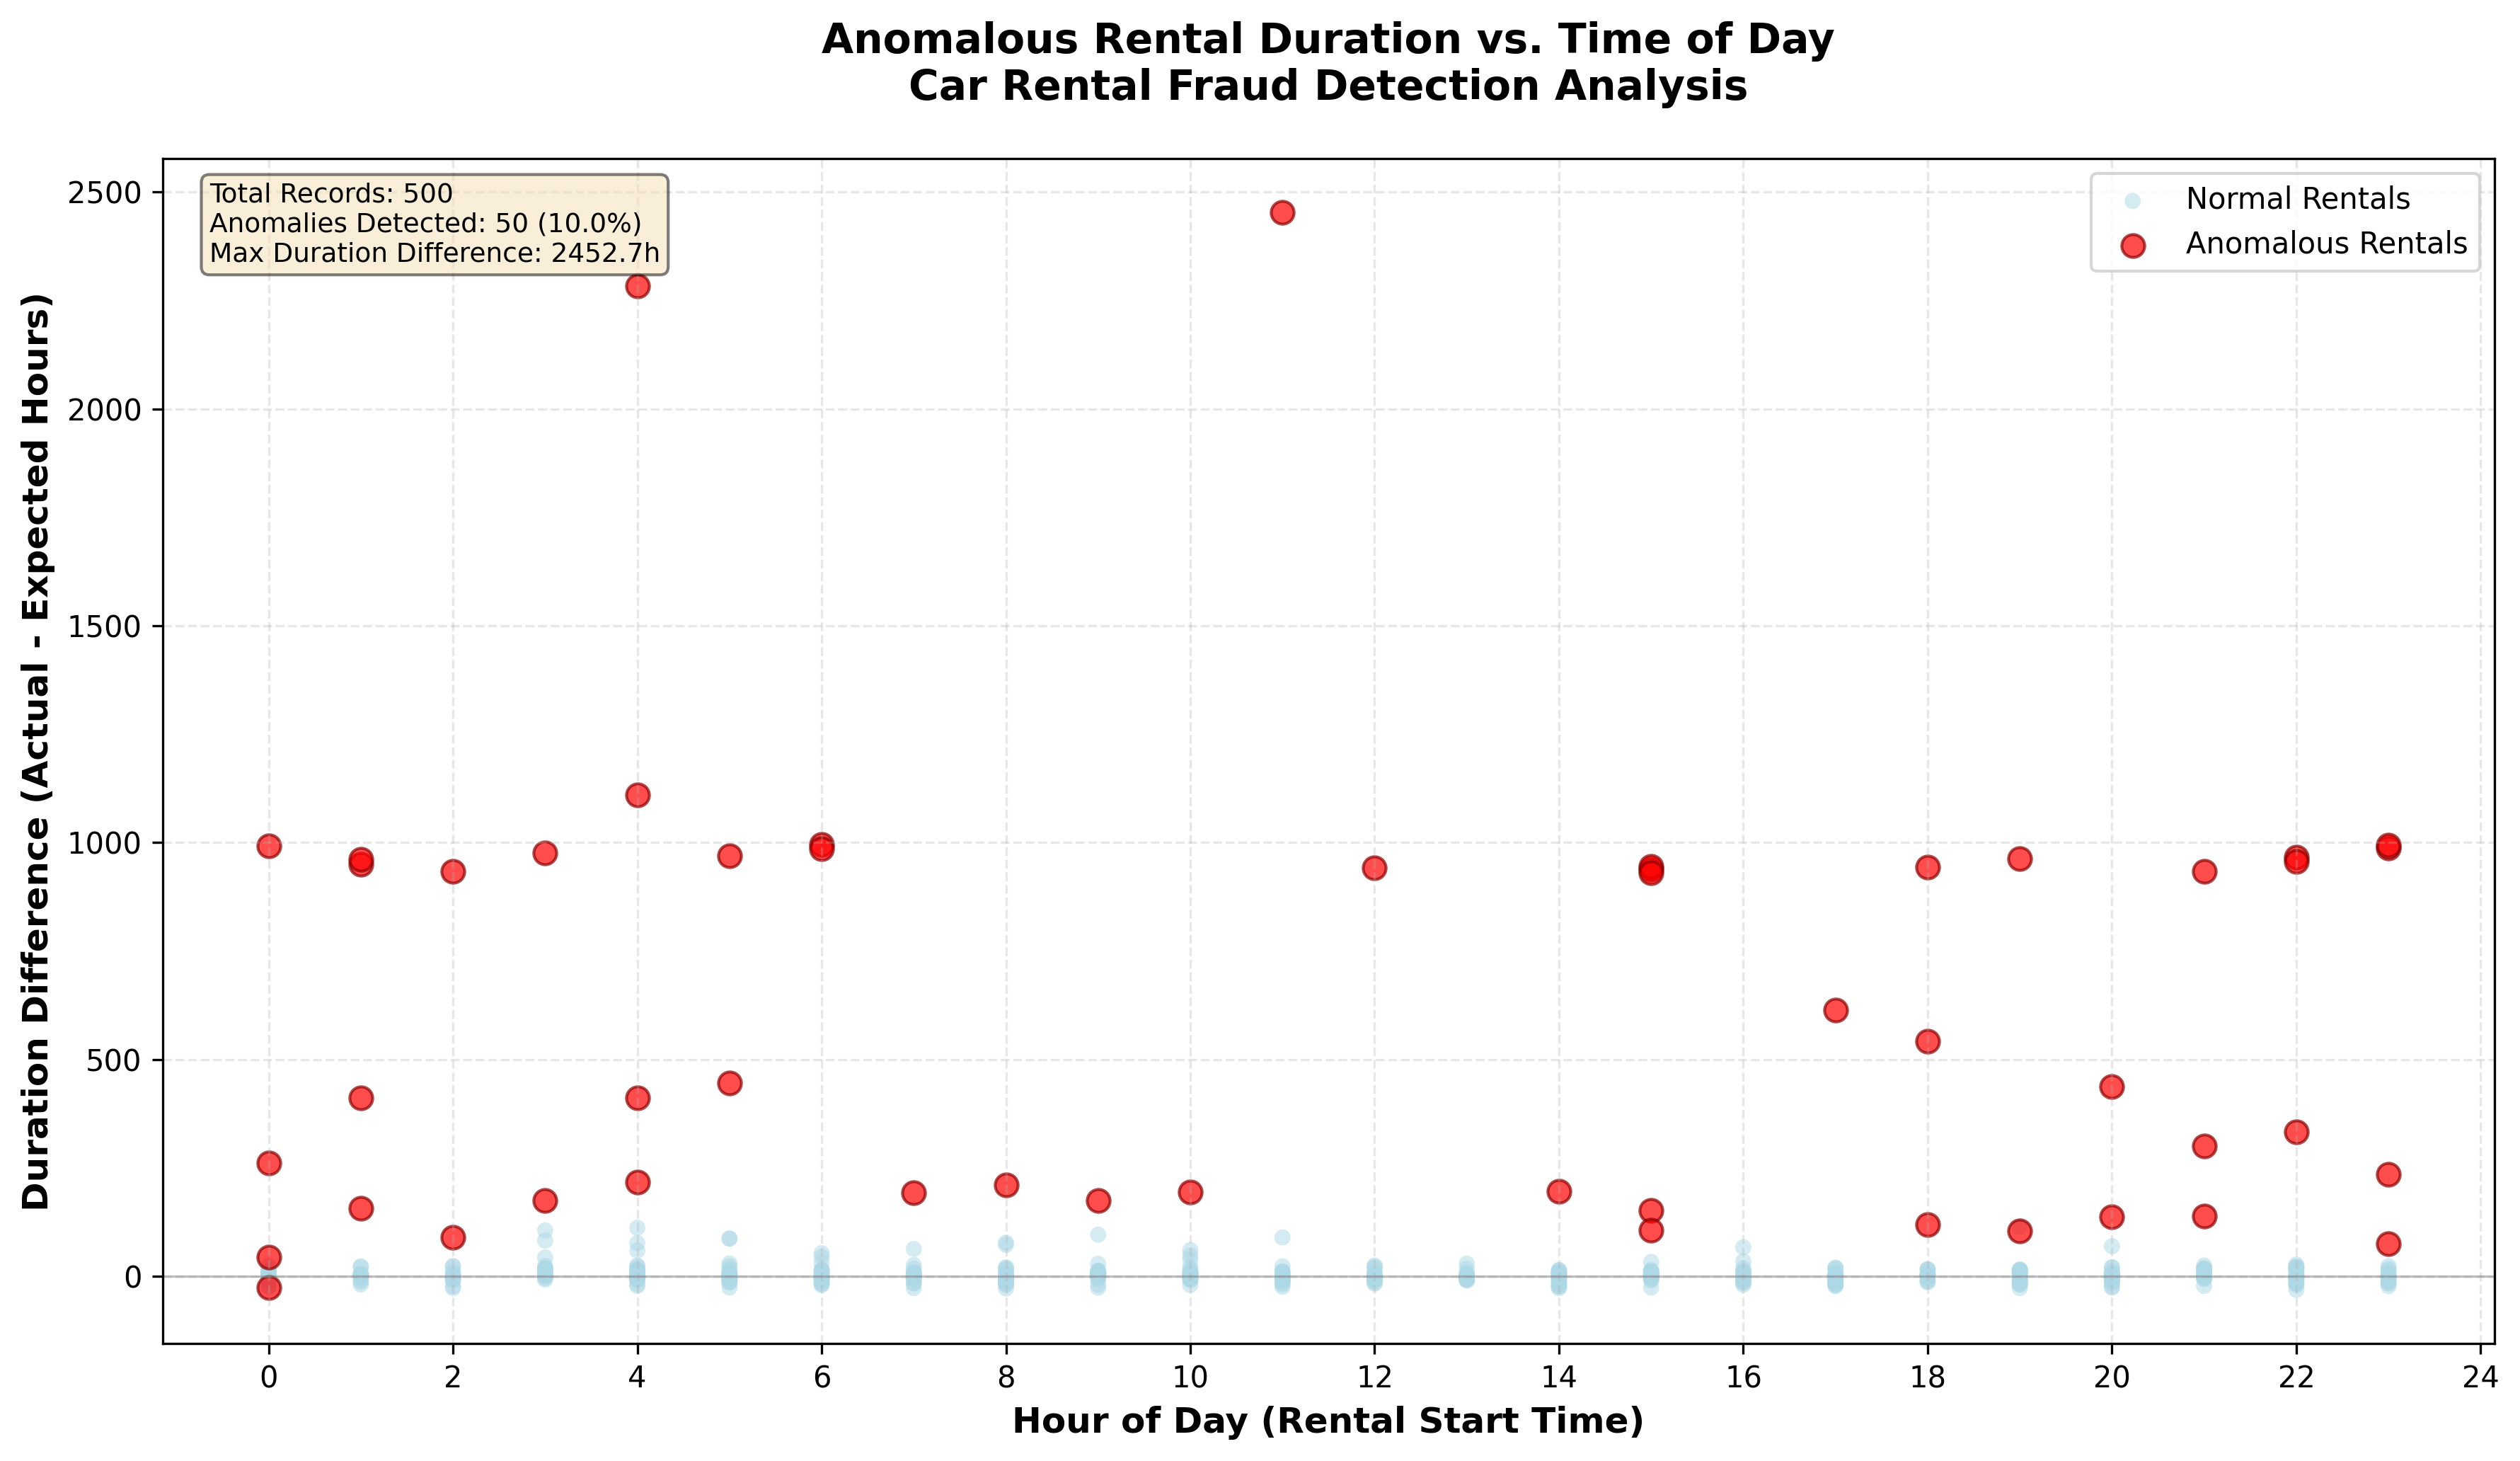 Anomalous Rental Duration vs. Time of Day
Car Rental Fraud Detection Analysis
Total Records: 500
Anomalies Detected: 50 (10.0%)
Max Duration Difference: 2452.7h
Normal Rentals
Anomalous Rentals
Duration Difference (Actual - Expected Hours)
2500
2000
1500
1000
500
0
0 2 4 6 8 10 12 14 16 18 20 22 24
Hour of Day (Rental Start Time)